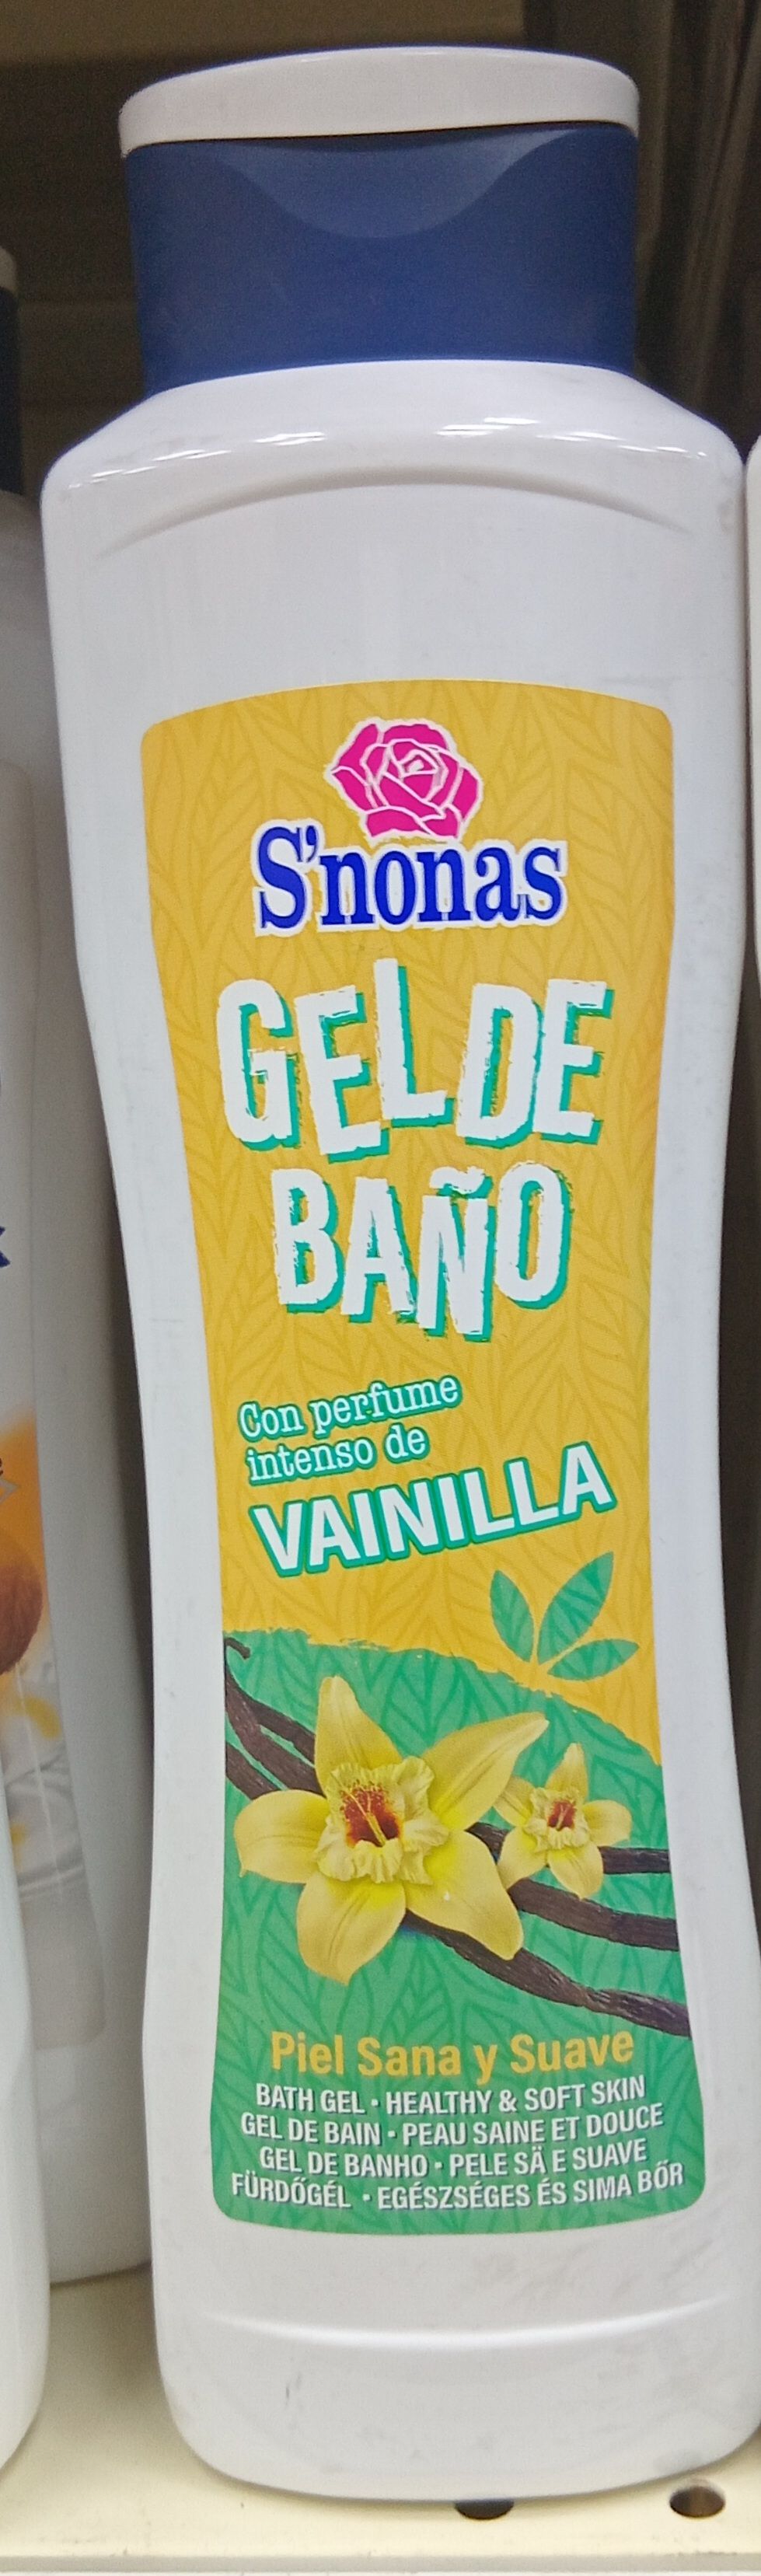 S'nonas
GEL DE
BAÑO
Con perfume
intenso de
VAINILLA
Piel Sana y Suave
BATH GEL · HEALTHY & SOFT SKIN
GEL DE BAIN · PEAU SAINE ET DOUCE
GEL DE BANHO · PELE SÄ E SUAVE
FÜRDŐGÉL · EGÉSZSÉGES ÉS SIMA BŐR